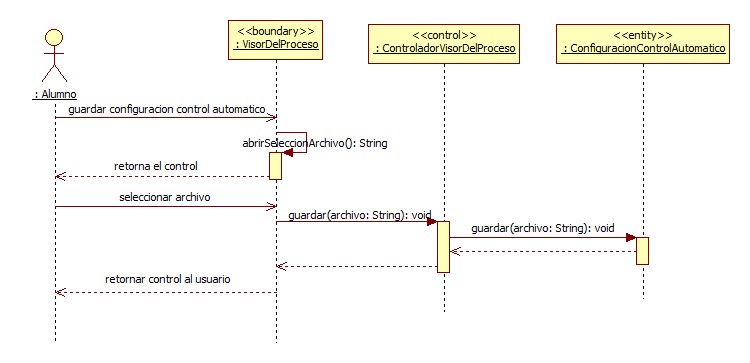 <<boundary>>
: VisorDelProceso
<<control>>
: ControladorVisorDelProceso
<<entity>>
: ConfiguracionControlAutomatico
: Alumno
guardar configuracion control automatico
abrirSeleccionArchivo(): String
retorna el control
seleccionar archivo
guardar(archivo: String): void
guardar(archivo: String): void
retornar control al usuario